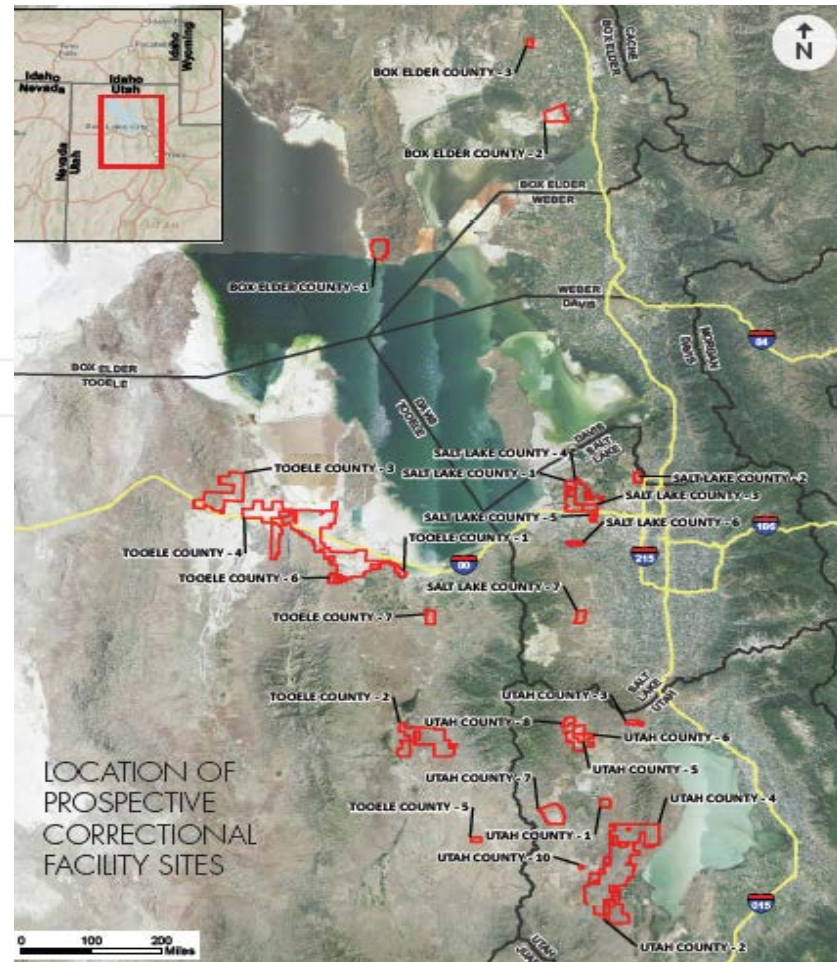 Idaho
Wyoming
Idaho
Nevada
Idaho
Utah
Nevada
Utah
UTAH
N
CACHE
BOX ELDER
BOX ELDER COUNTY - 3
BOX ELDER COUNTY - 2
BOX ELDER
WEBER
BOX ELDER COUNTY - 1
WEBER
DAVIS
MORGAN
DAVIS
84
BOX ELDER
TOOELE
DAVIS
TOOELE
DAVIS
SALT LAKE
SALT LAKE COUNTY - 4
TOOELE COUNTY - 3
SALT LAKE COUNTY - 1
SALT LAKE COUNTY - 2
SALT LAKE COUNTY - 3
SALT LAKE COUNTY - 5
SALT LAKE COUNTY - 6
TOOELE COUNTY - 1
TOOELE COUNTY - 4
215
80
TOOELE COUNTY - 6
SALT LAKE COUNTY - 7
TOOELE COUNTY - 7
SALT LAKE
UTAH
TOOELE COUNTY - 2
UTAH COUNTY - 3
UTAH COUNTY - 8
UTAH COUNTY - 6
UTAH COUNTY - 5
UTAH COUNTY - 7
UTAH COUNTY - 4
TOOELE COUNTY - 5
UTAH COUNTY - 1
UTAH COUNTY - 10
UTAH COUNTY - 2
LOCATION OF
PROSPECTIVE
CORRECTIONAL
FACILITY SITES
0 100 200
Miles
UTAH